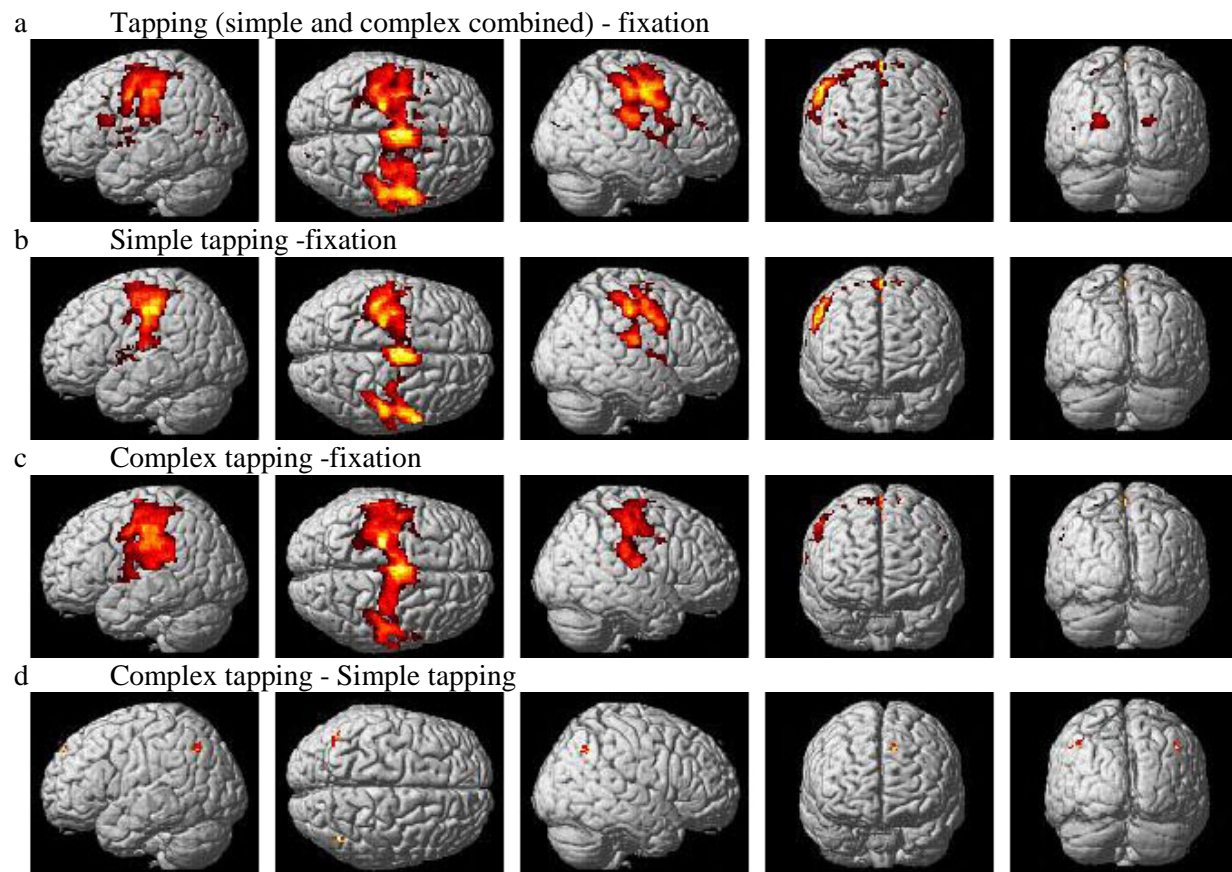 a Tapping (simple and complex combined) - fixation
b Simple tapping -fixation
c Complex tapping -fixation
d Complex tapping - Simple tapping